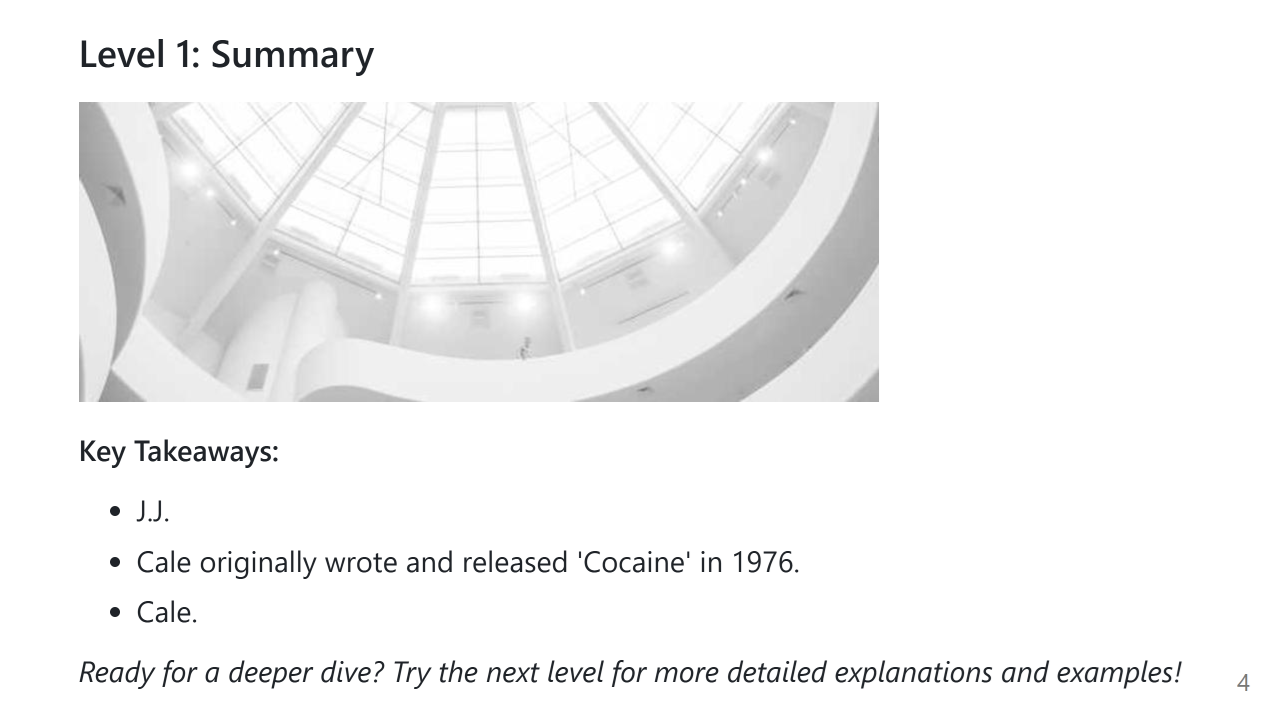 Level 1: Summary
Key Takeaways:
J.J.
Cale originally wrote and released 'Cocaine' in 1976.
Cale.
Ready for a deeper dive? Try the next level for more detailed explanations and examples!
4